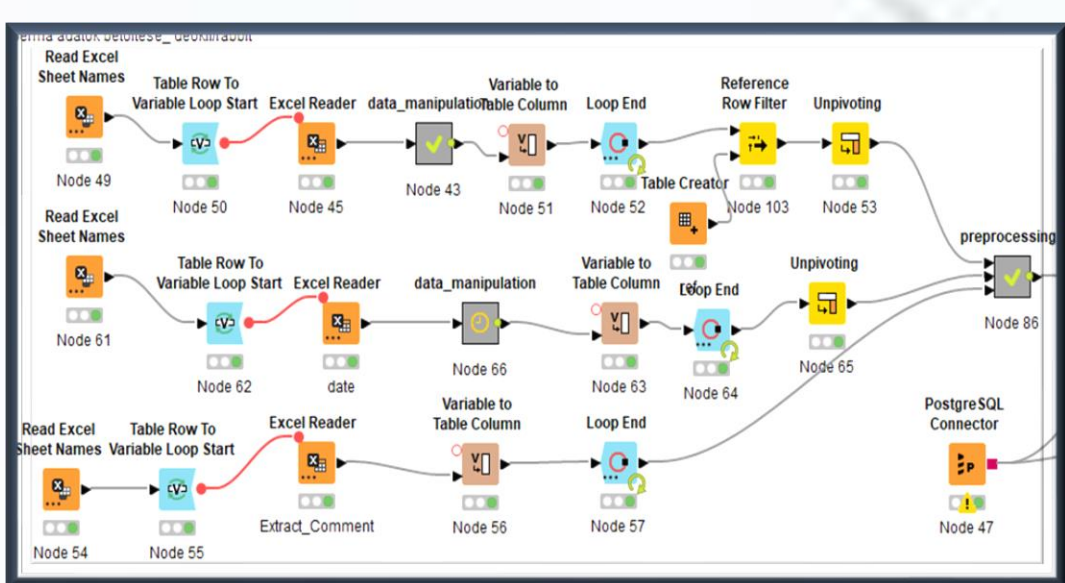 Read Excel
Sheet Names
Table Row To
Variable Loop Start
Excel Reader
data_manipulation
Variable to
Table Column
Loop End
Reference
Row Filter
Unpivoting
Node 49
Node 50
Node 45
Node 43
Node 51
Node 52
Table Creator
Node 103
Node 53
Read Excel
Sheet Names
Table Row To
Variable Loop Start
Excel Reader
data_manipulation
Variable to
Table Column
ref
Loop End
Unpivoting
preprocessing
Node 86
Node 61
Node 62
date
Node 66
Node 63
Node 64
Node 65
Read Excel
Sheet Names
Table Row To
Variable Loop Start
Excel Reader
Variable to
Table Column
Loop End
PostgreSQL
Connector
Node 54
Node 55
Extract_Comment
Node 56
Node 57
Node 47